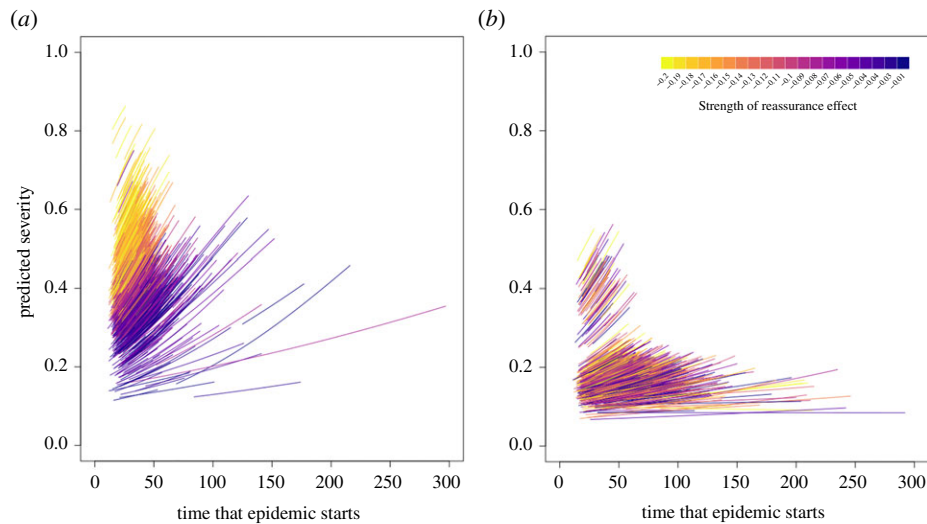 (a)
(b)
1.0
0.8
0.6
0.4
0.2
0.0
predicted severity
0 50 100 150 200 250 300
time that epidemic starts
1.0
0.8
0.6
0.4
0.2
0.0
-0.2 -0.19 -0.18 -0.17 -0.16 -0.15 -0.14 -0.13 -0.12 -0.11 -0.1 -0.09 -0.08 -0.07 -0.06 -0.05 -0.04 -0.04 -0.03 -0.01
Strength of reassurance effect
0 50 100 150 200 250 300
time that epidemic starts